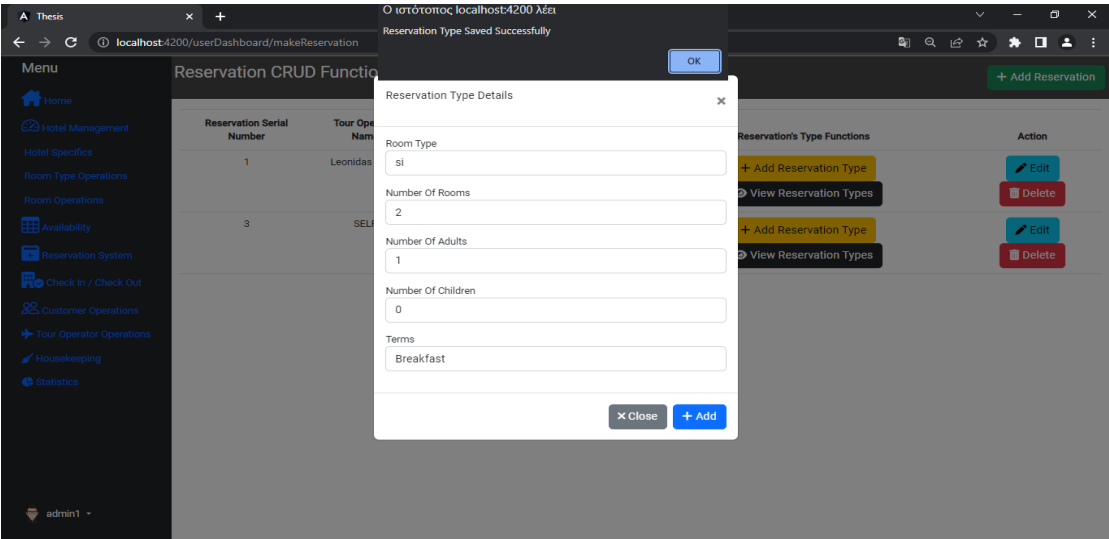 Thesis
Ο ιστότοπος localhost:4200 λέει
Reservation Type Saved Successfully
OK
localhost:4200/userDashboard/makeReservation
Menu
Reservation CRUD Functio
+ Add Reservation
Home
Hotel Management
Hotel Specifics
Room Type Operations
Room Operations
Availability
Reservation System
Check In / Check Out
Customer Operations
Tour Operator Operations
Housekeeping
Statistics
admin1
Reservation Serial Number
Tour Ope
Nam
Reservation's Type Functions
Action
1
Leonidas
+ Add Reservation Type
View Reservation Types
Edit
Delete
3
SELF
+ Add Reservation Type
View Reservation Types
Edit
Delete
Reservation Type Details
×
Room Type
si
Number Of Rooms
2
Number Of Adults
1
Number Of Children
0
Terms
Breakfast
× Close
+ Add